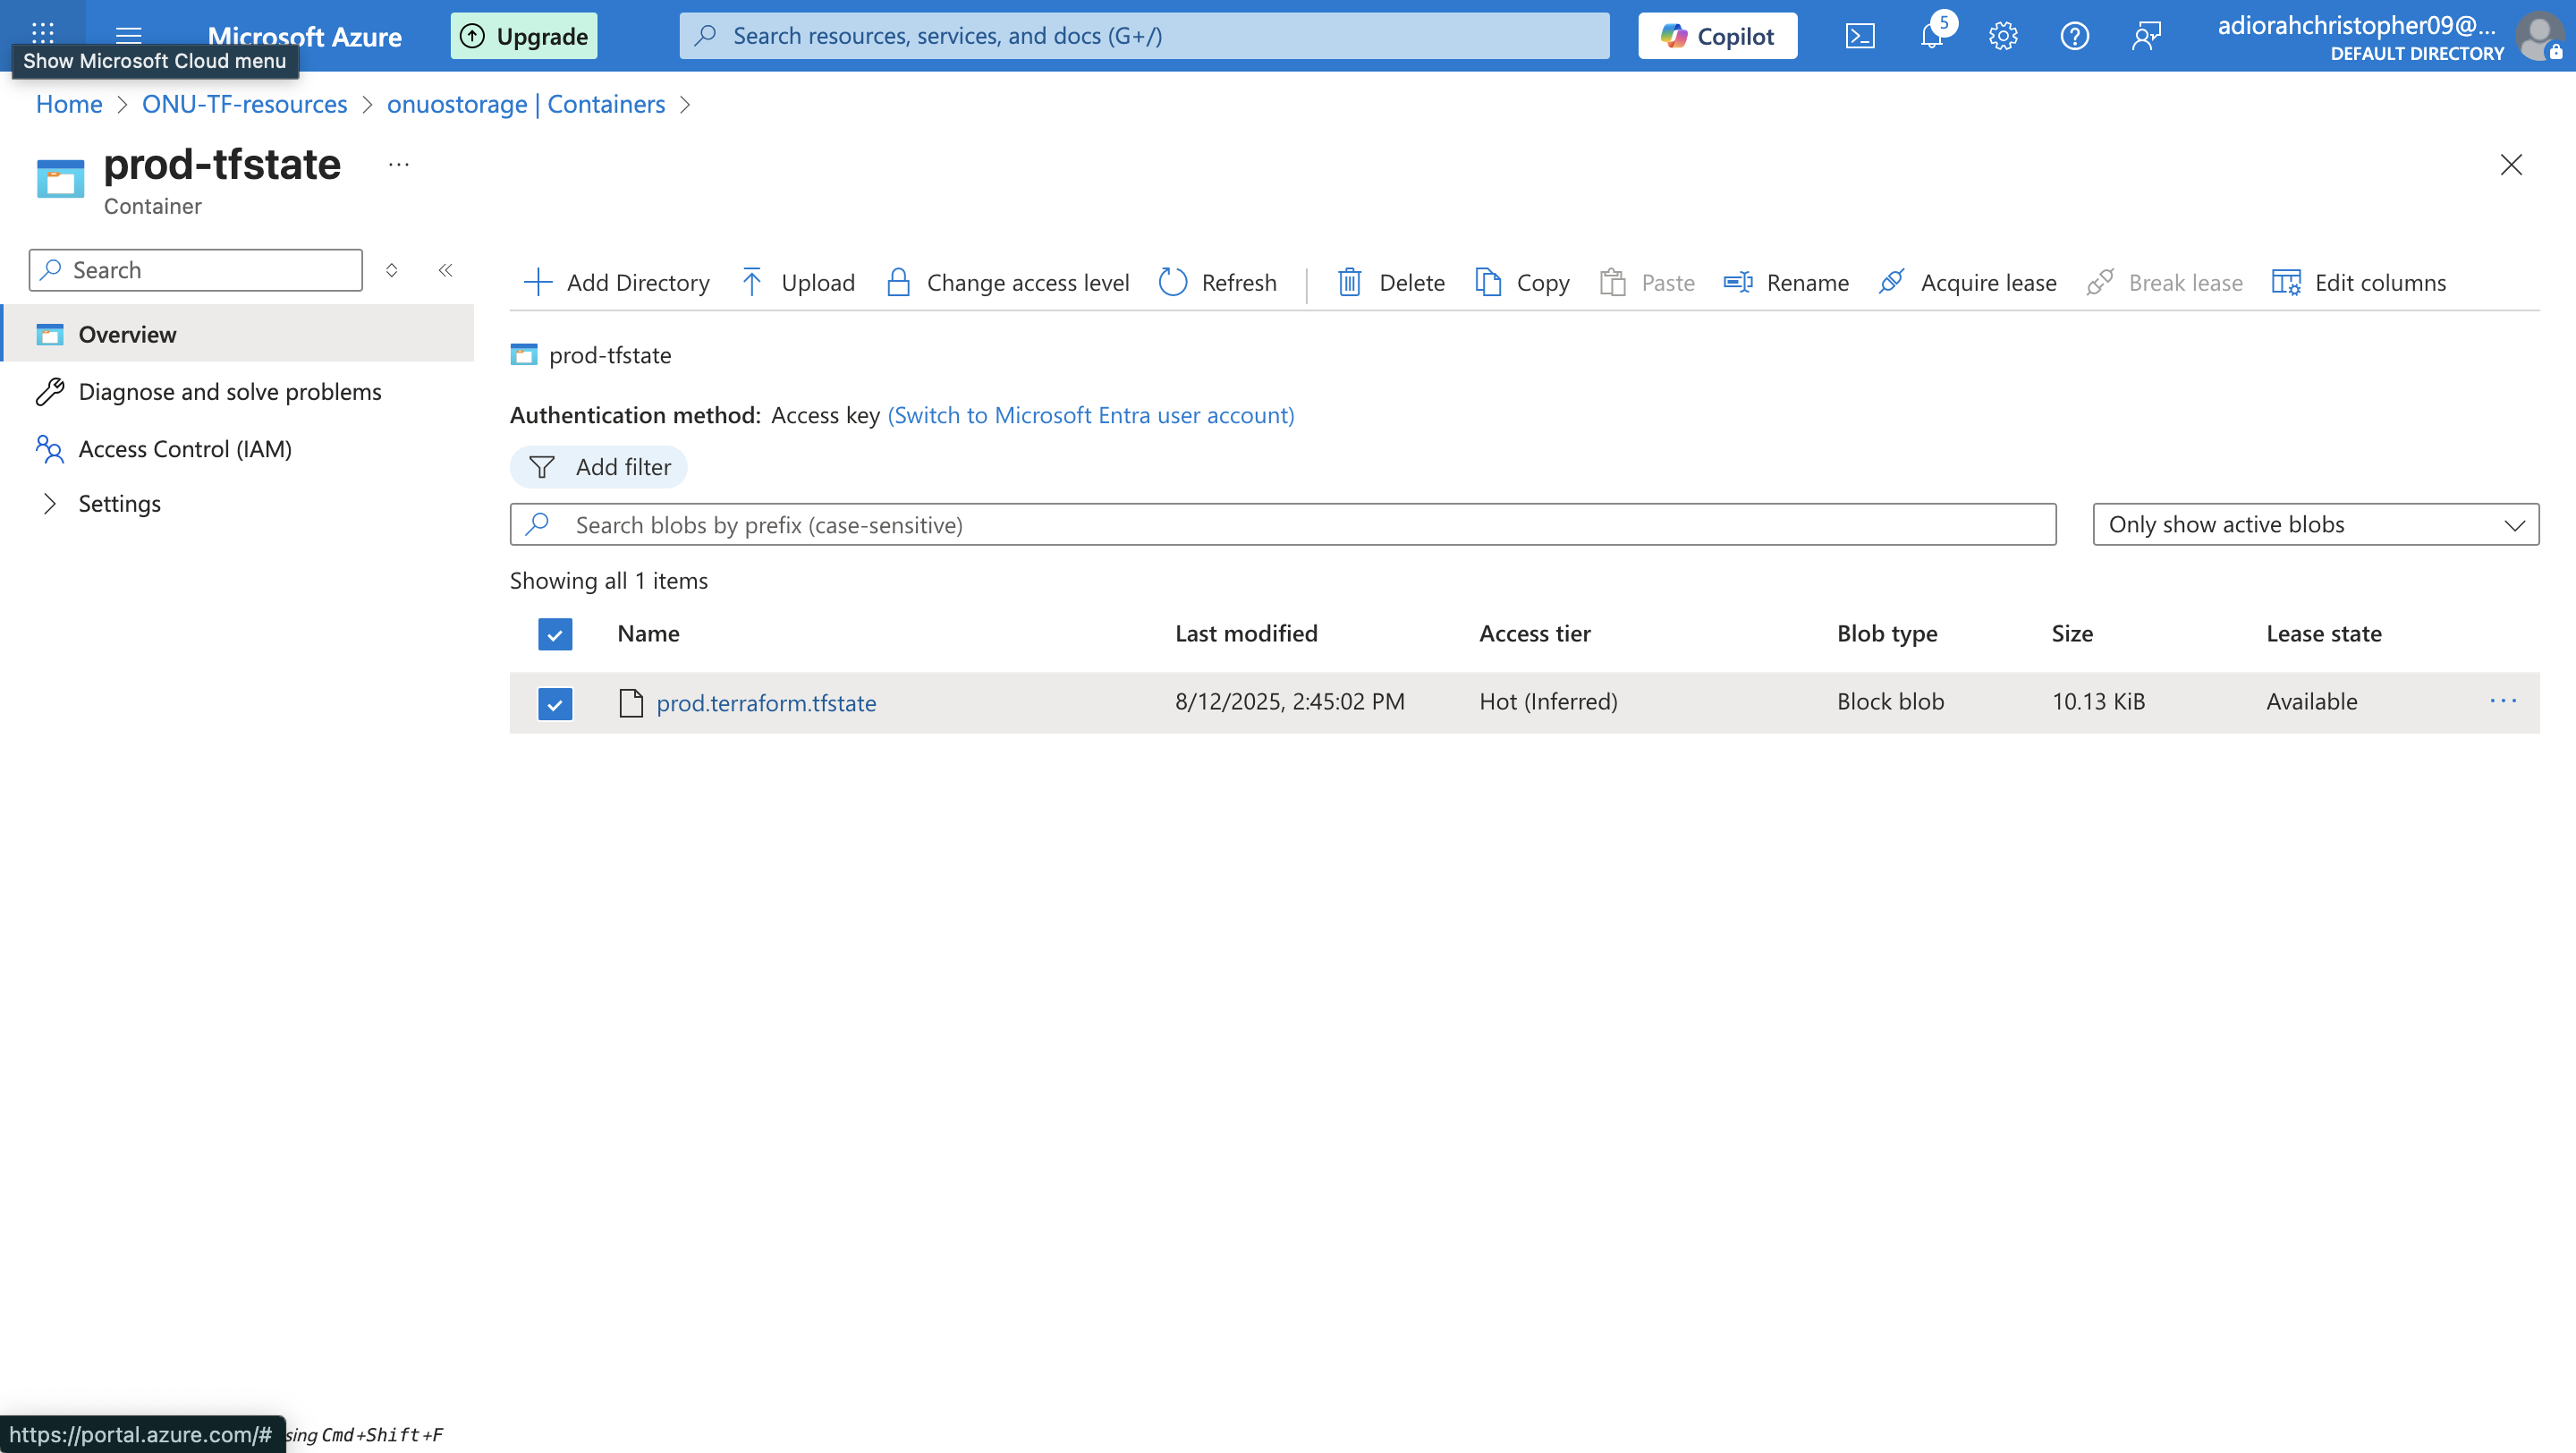 Microsoft Azure
Upgrade
Search resources, services, and docs (G+/)
Copilot
5
adiorahchristopher09@...
DEFAULT DIRECTORY
Show Microsoft Cloud menu
Home > ONU-TF-resources > onuostorage | Containers >
prod-tfstate ...
Container
Search
Overview
Diagnose and solve problems
Access Control (IAM)
Settings
Add Directory Upload Change access level Refresh Delete Copy Paste Rename Acquire lease Break lease Edit columns
prod-tfstate
Authentication method: Access key (Switch to Microsoft Entra user account)
Add filter
Search blobs by prefix (case-sensitive)
Only show active blobs
Showing all 1 items
Name Last modified Access tier Blob type Size Lease state
prod.terraform.tfstate 8/12/2025, 2:45:02 PM Hot (Inferred) Block blob 10.13 KiB Available ...
https://portal.azure.com/# sing Cmd+Shift+F